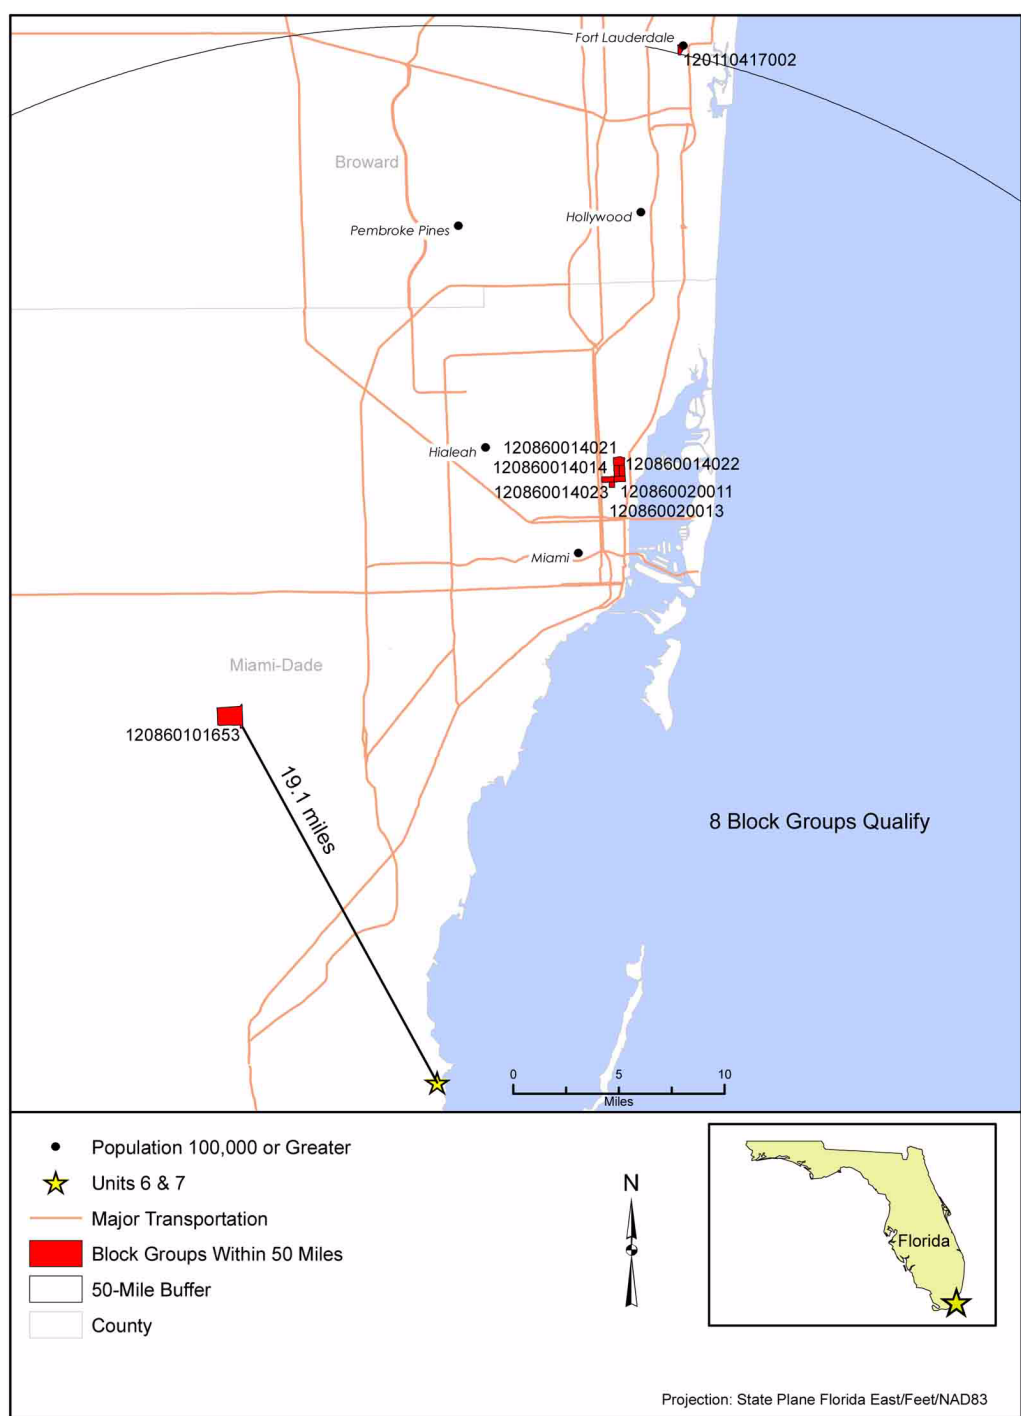 Fort Lauderdale
120110417002
Broward
Hollywood
Pembroke Pines
Hialeah
120860014021
120860014014
120860014022
120860014023
120860020011
120860020013
Miami
Miami-Dade
120860101653
19.1 miles
8 Block Groups Qualify
0 5 10
Miles
Population 100,000 or Greater
Units 6 & 7
Major Transportation
Block Groups Within 50 Miles
50-Mile Buffer
County
N
Florida
Projection: State Plane Florida East/Feet/NAD83